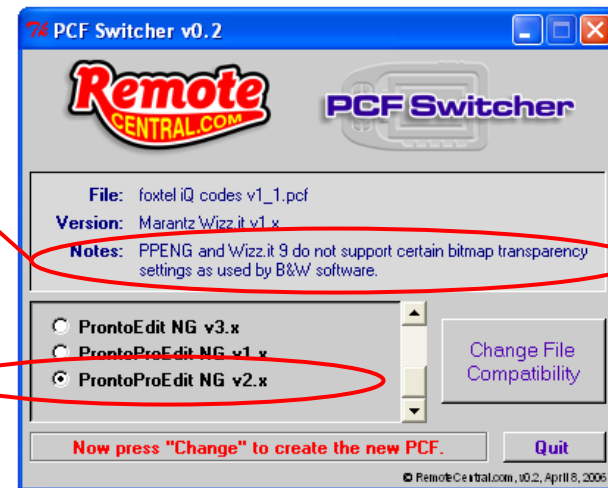 PCF Switcher v0.2
Remote
CENTRAL.COM
PCF Switcher
File: foxtel iQ codes v1_1.pcf
Version: Marantz Wizz.it v1.x
Notes: PPENG and Wizz.it 9 do not support certain bitmap transparency
settings as used by B&W software.
ProntoEdit NG v3.x
ProntoProEdit NG v1.x
ProntoProEdit NG v2.x
Change File
Compatibility
Now press "Change" to create the new PCF.
Quit
© RemoteCentral.com, v0.2, April 8, 2006